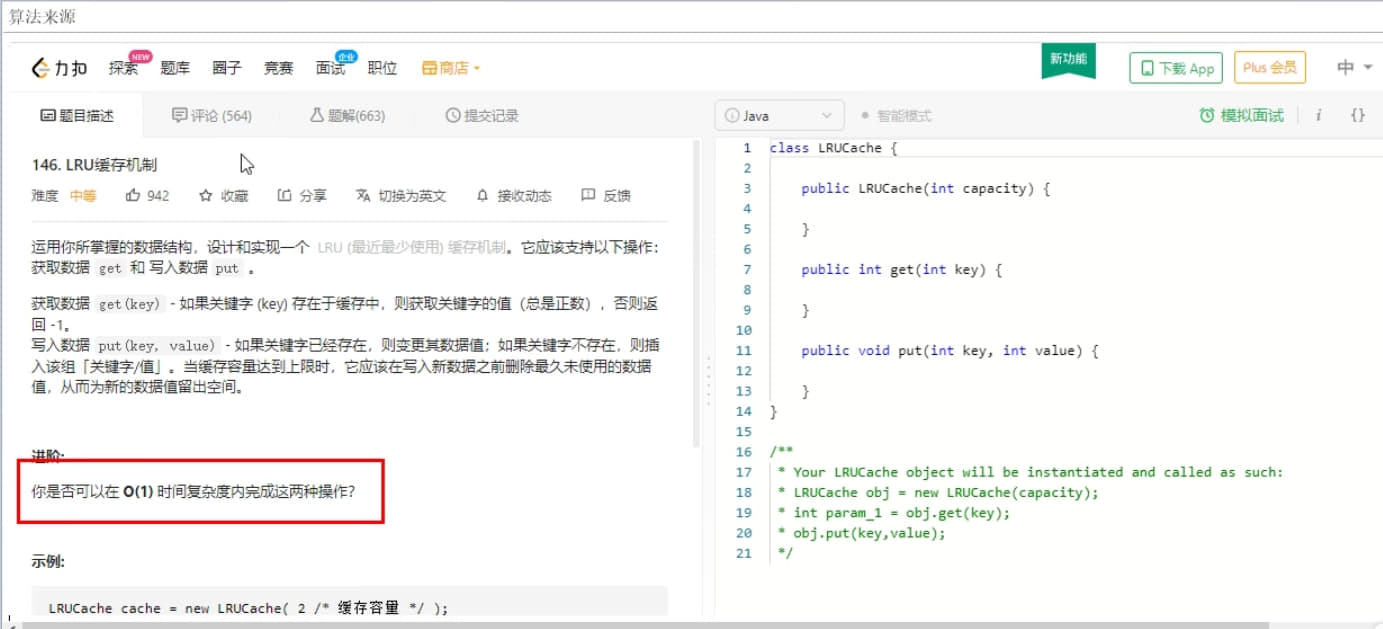 算法来源
力扣 探索 NEW 题库 圈子 竞赛 面试 企业 职位 商店 新功能 下载 App Plus 会员 中
题目描述 评论 (564) 题解(663) 提交记录
146. LRU缓存机制
难度 中等 942 收藏 分享 切换为英文 接收动态 反馈
运用你所掌握的数据结构，设计和实现一个 LRU (最近最少使用) 缓存机制。它应该支持以下操作：
获取数据 get 和 写入数据 put 。
获取数据 get(key) - 如果关键字 (key) 存在于缓存中，则获取关键字的值（总是正数），否则返
回 -1。
写入数据 put(key, value) - 如果关键字已经存在，则变更其数据值；如果关键字不存在，则插
入该组「关键字/值」。当缓存容量达到上限时，它应该在写入新数据之前删除最久未使用的数据
值，从而为新的数据值留出空间。
进阶:
你是否可以在 O(1) 时间复杂度内完成这两种操作？
示例:
LRUCache cache = new LRUCache( 2 /* 缓存容量 */ );
Java 智能模式 模拟面试 i {}
1 class LRUCache {
2
3 public LRUCache(int capacity) {
4
5 }
6
7 public int get(int key) {
8
9 }
10
11 public void put(int key, int value) {
12
13 }
14 }
15
16 /**
17 * Your LRUCache object will be instantiated and called as such:
18 * LRUCache obj = new LRUCache(capacity);
19 * int param_1 = obj.get(key);
20 * obj.put(key,value);
21 */